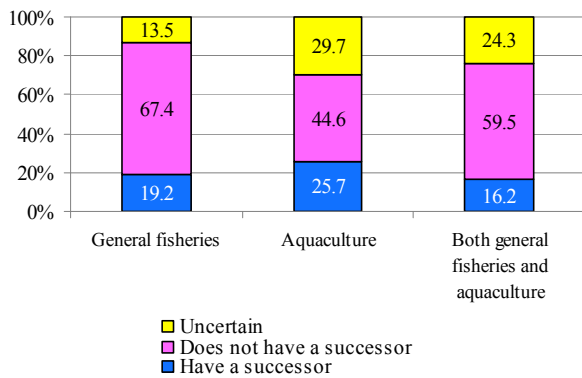 100%
80%
60%
40%
20%
0%
13.5
67.4
19.2
29.7
44.6
25.7
24.3
59.5
16.2
General fisheries
Aquaculture
Both general
fisheries and
aquaculture
Uncertain
Does not have a successor
Have a successor